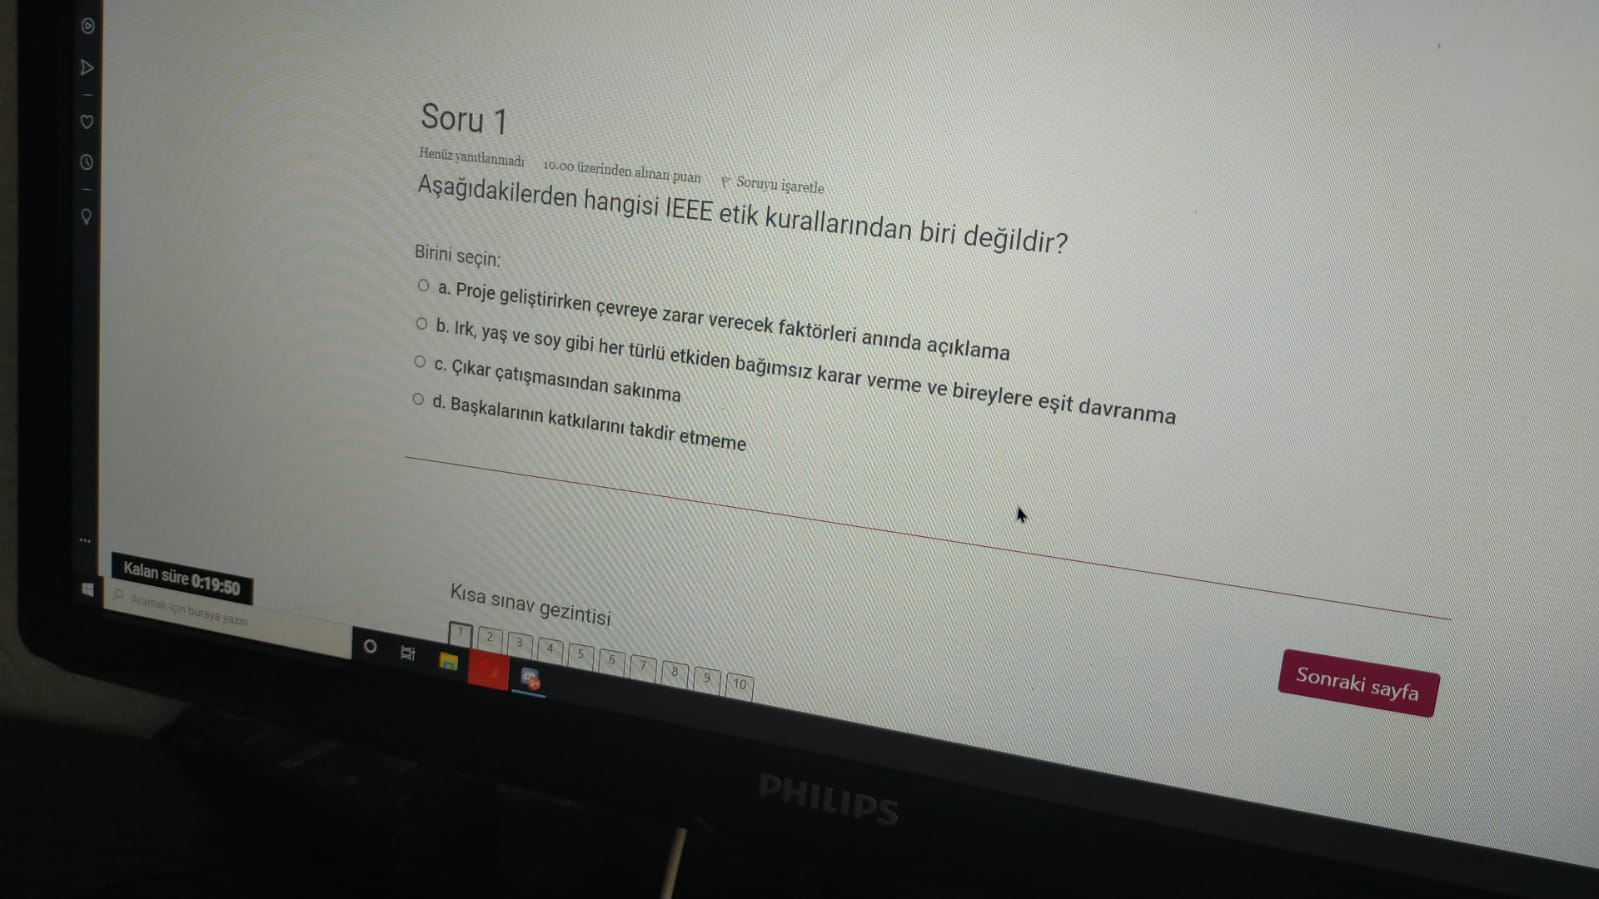 Soru 1
Henüz yanıtlanmadı 10.00 üzerinden alınan puan Soruyu işaretle
Aşağıdakilerden hangisi IEEE etik kurallarından biri değildir?
Birini seçin:
a. Proje geliştirirken çevreye zarar verecek faktörleri anında açıklama
b. Irk, yaş ve soy gibi her türlü etkiden bağımsız karar verme ve bireylere eşit davranma
c. Çıkar çatışmasından sakınma
d. Başkalarının katkılarını takdir etmeme
Kalan süre 0:19:50
Aramak için buraya yazın
Kısa sınav gezintisi
1 2 3 4 5 6 7 8 9 10
Sonraki sayfa
PHILIPS